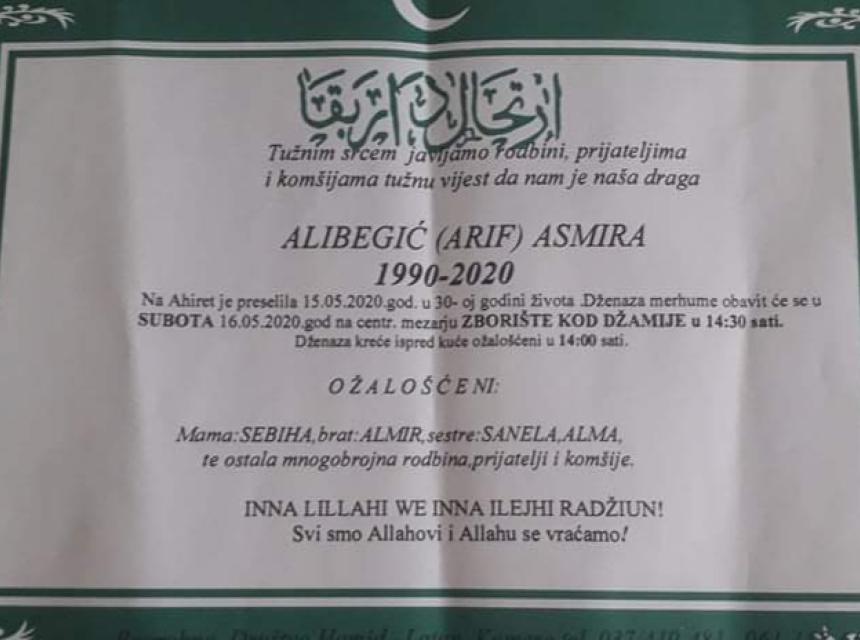 ارتحال دار بقا
Tužnim srcem javljamo rodbini, prijateljima
i komšijama tužnu vijest da nam je naša draga
ALIBEGIĆ (ARIF) ASMIRA
1990-2020
Na Ahiret je preselila 15.05.2020.god. u 30- oj godini života .Dženaza merhume obavit će se u
SUBOTA 16.05.2020.god na centr. mezarju ZBORIŠTE KOD DŽAMIJE u 14:30 sati.
Dženaza kreće ispred kuće ožalošćeni u 14:00 sati.
OŽALOŠĆENI:
Mama:SEBIHA,brat:ALMIR,sestre:SANELA,ALMA,
te ostala mnogobrojna rodbina,prijatelji i komšije.
INNA LILLAHI WE INNA ILEJHI RADŽIUN!
Svi smo Allahovi i Allahu se vraćamo!